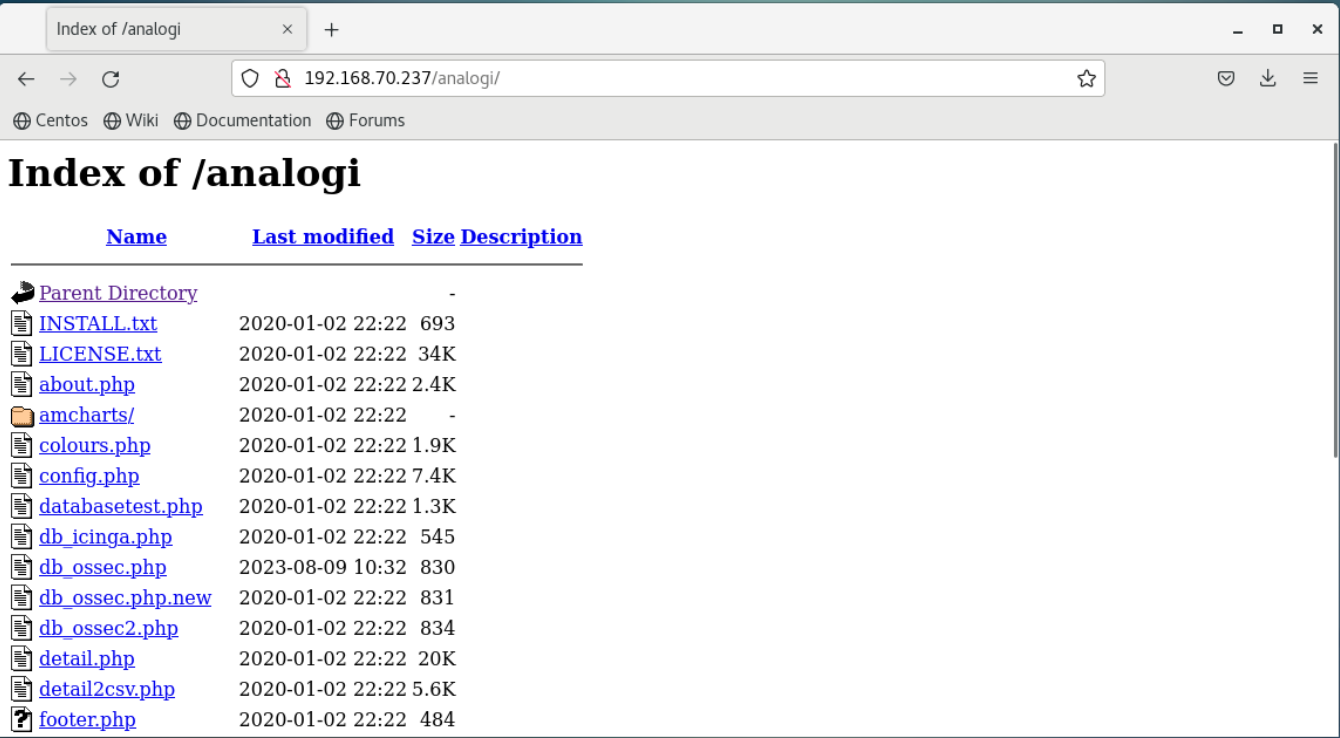 Index of /analogi
192.168.70.237/analogi/
Centos Wiki Documentation Forums
Index of /analogi
Name Last modified Size Description
Parent Directory -
INSTALL.txt 2020-01-02 22:22 693
LICENSE.txt 2020-01-02 22:22 34K
about.php 2020-01-02 22:22 2.4K
amcharts/ 2020-01-02 22:22 -
colours.php 2020-01-02 22:22 1.9K
config.php 2020-01-02 22:22 7.4K
databasetest.php 2020-01-02 22:22 1.3K
db_icinga.php 2020-01-02 22:22 545
db_ossec.php 2023-08-09 10:32 830
db_ossec.php.new 2020-01-02 22:22 831
db_ossec2.php 2020-01-02 22:22 834
detail.php 2020-01-02 22:22 20K
detail2csv.php 2020-01-02 22:22 5.6K
footer.php 2020-01-02 22:22 484